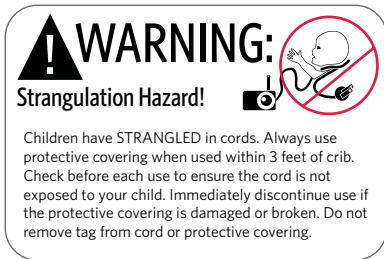 WARNING:
Strangulation Hazard!
Children have STRANGLED in cords. Always use
protective covering when used within 3 feet of crib.
Check before each use to ensure the cord is not
exposed to your child. Immediately discontinue use if
the protective covering is damaged or broken. Do not
remove tag from cord or protective covering.